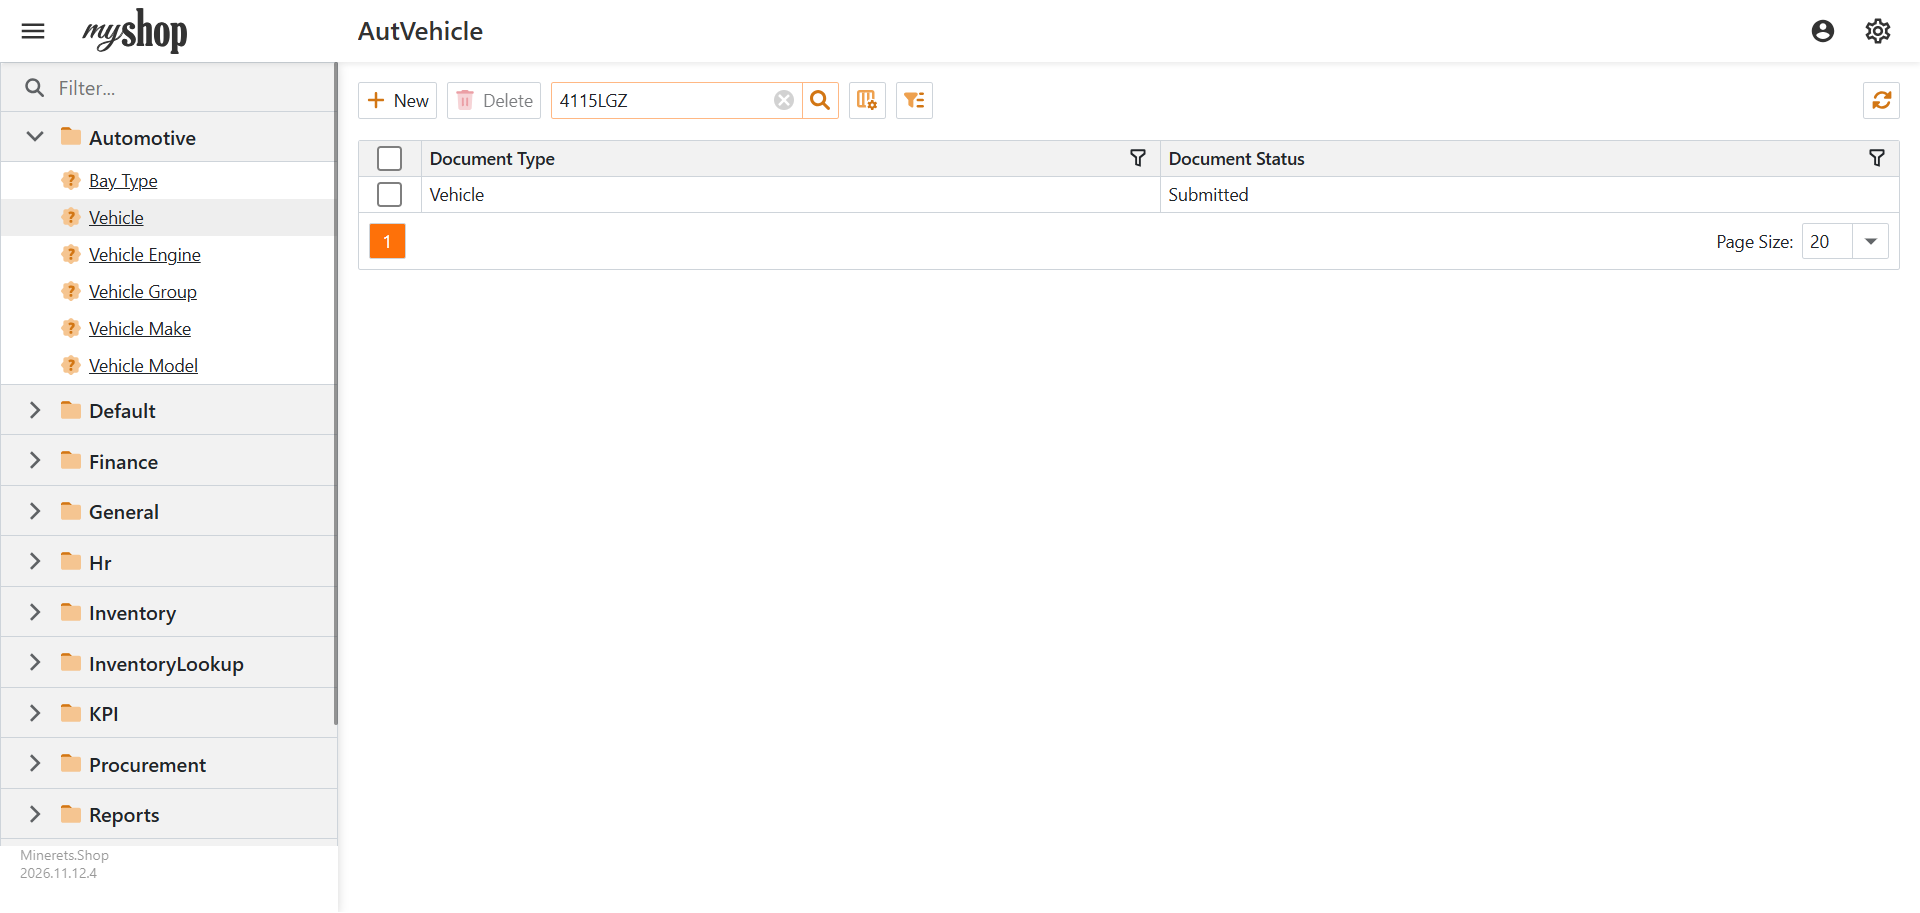 myshop
AutVehicle
Filter...
New
Delete
4115LGZ
Automotive
Bay Type
Vehicle
Vehicle Engine
Vehicle Group
Vehicle Make
Vehicle Model
Default
Finance
General
Hr
Inventory
InventoryLookup
KPI
Procurement
Reports
Minerets.Shop
2026.11.12.4
Document Type
Document Status
Vehicle
Submitted
1
Page Size:
20